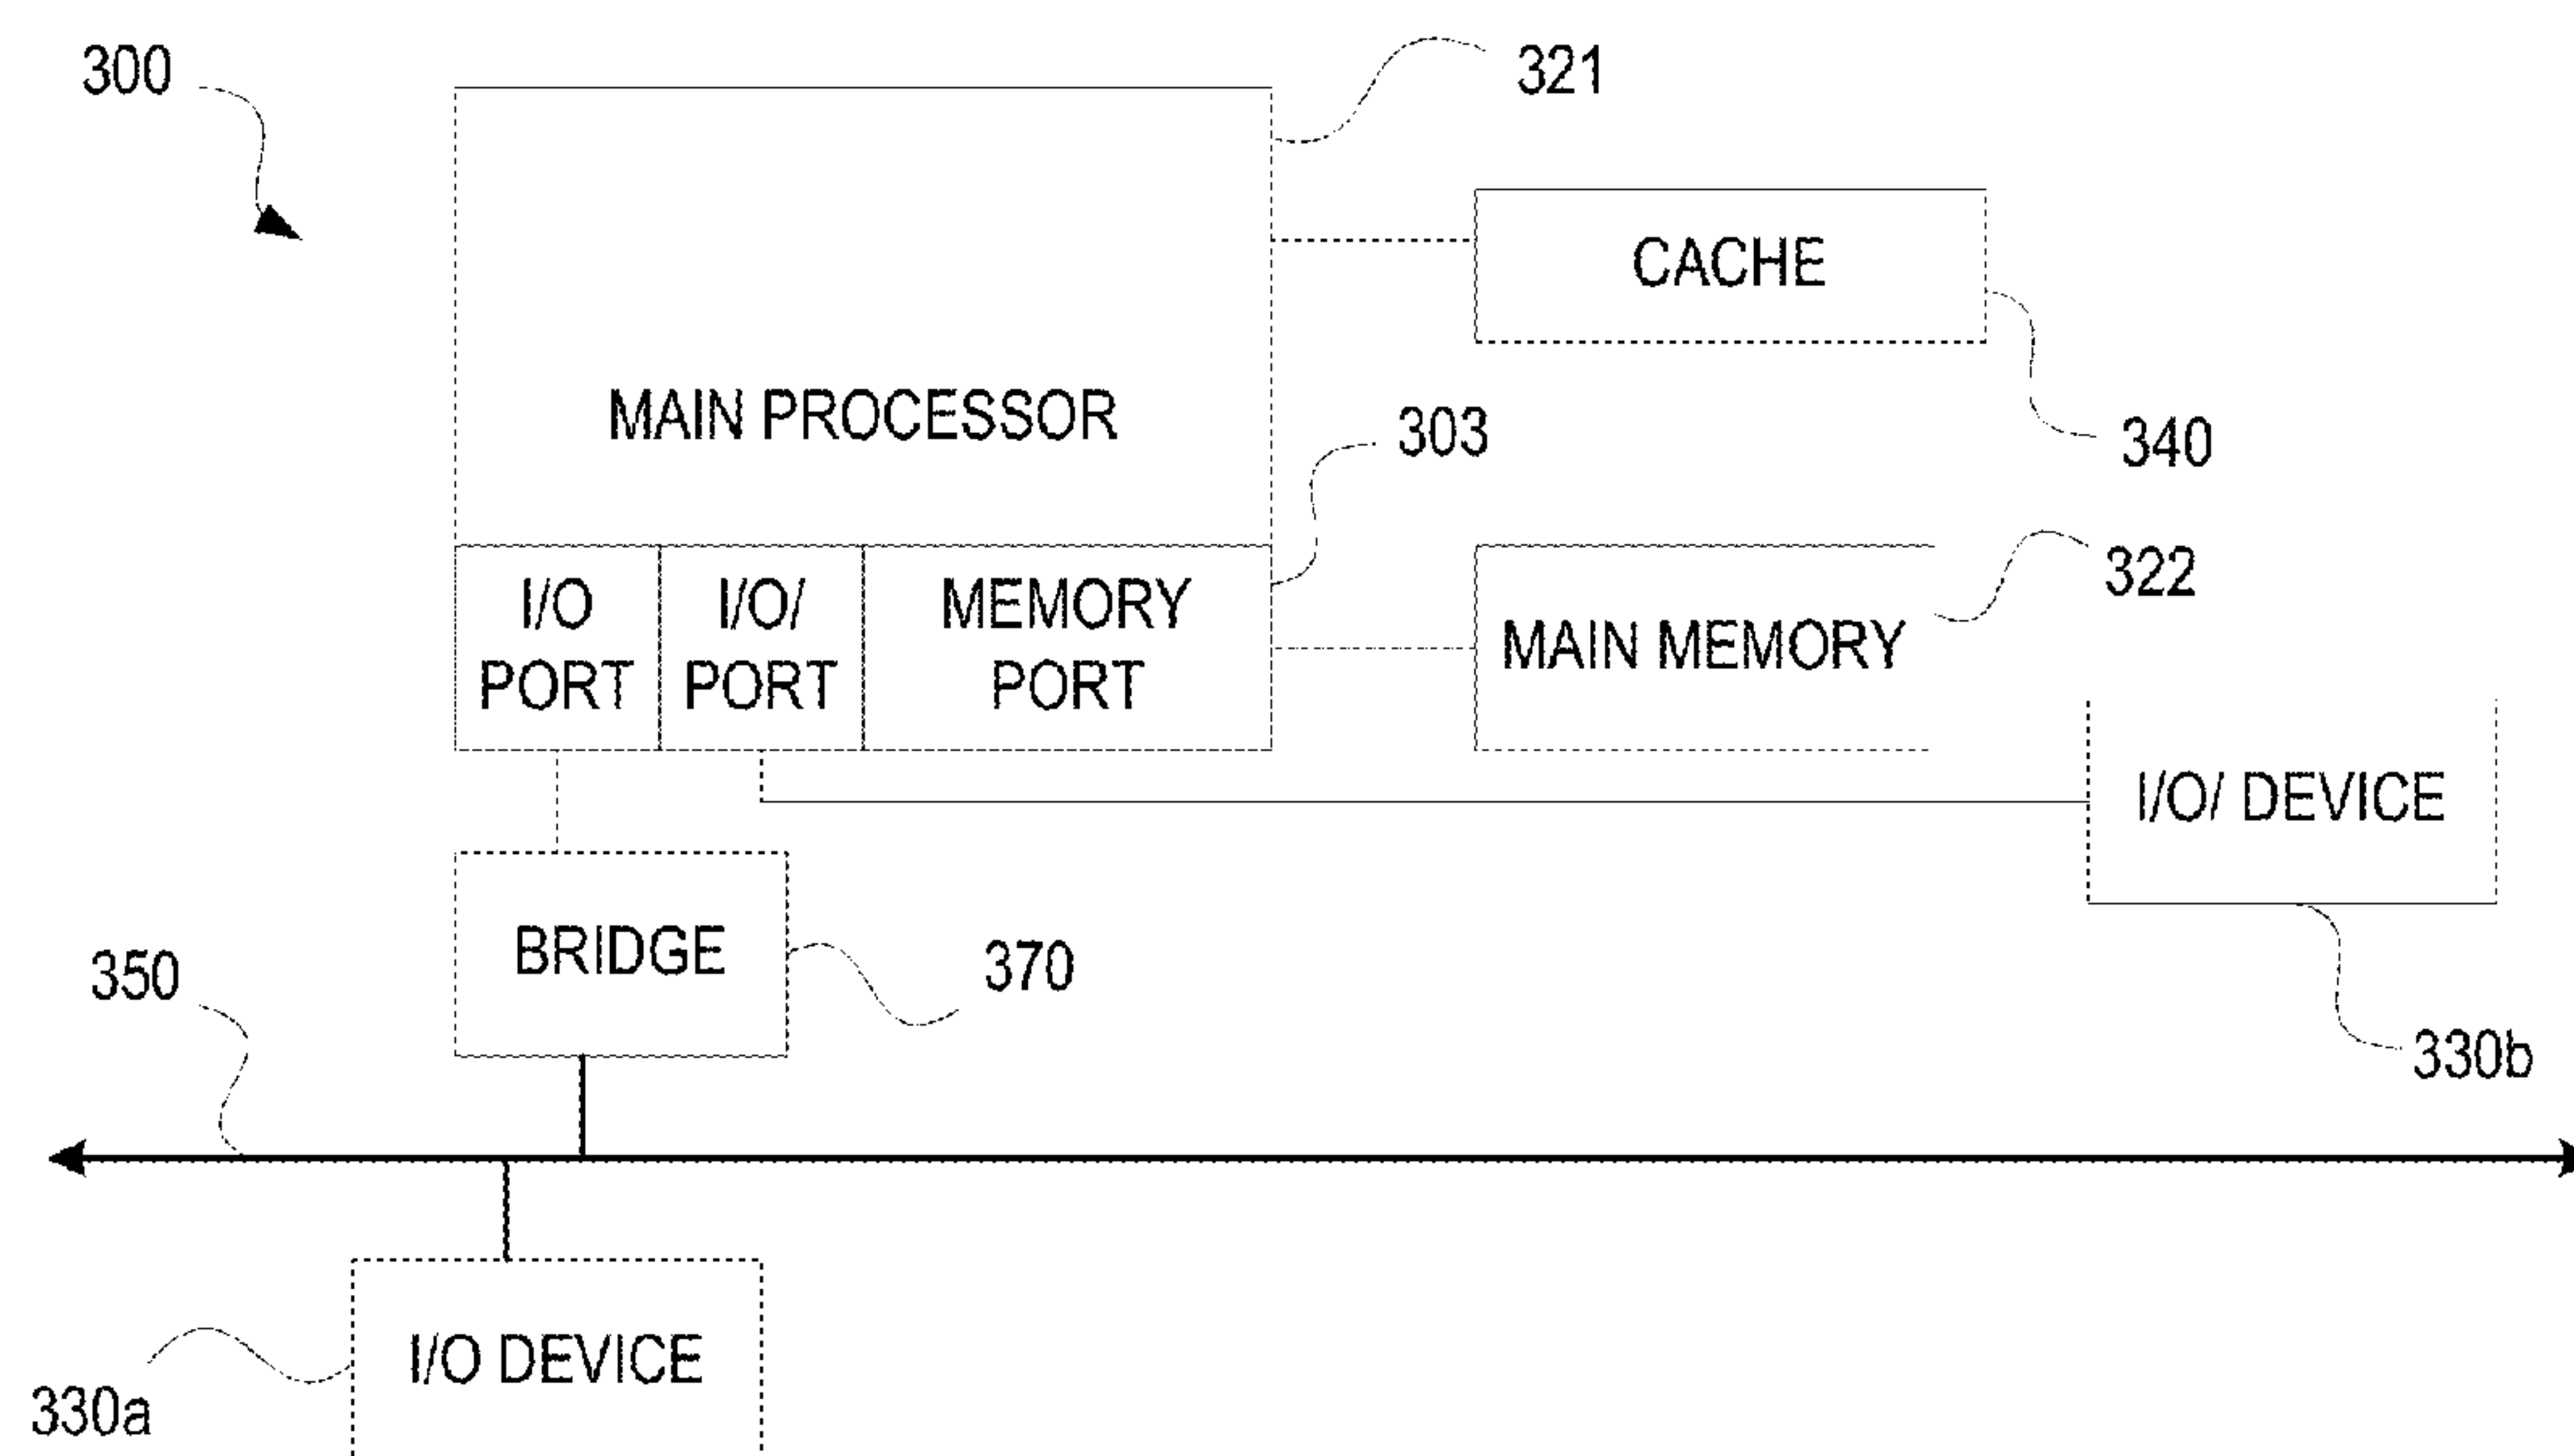 300
321
CACHE
MAIN PROCESSOR
303
340
I/O
PORT
I/O/
PORT
MEMORY
PORT
322
MAIN MEMORY
I/O/ DEVICE
BRIDGE
370
350
330b
I/O DEVICE
330a